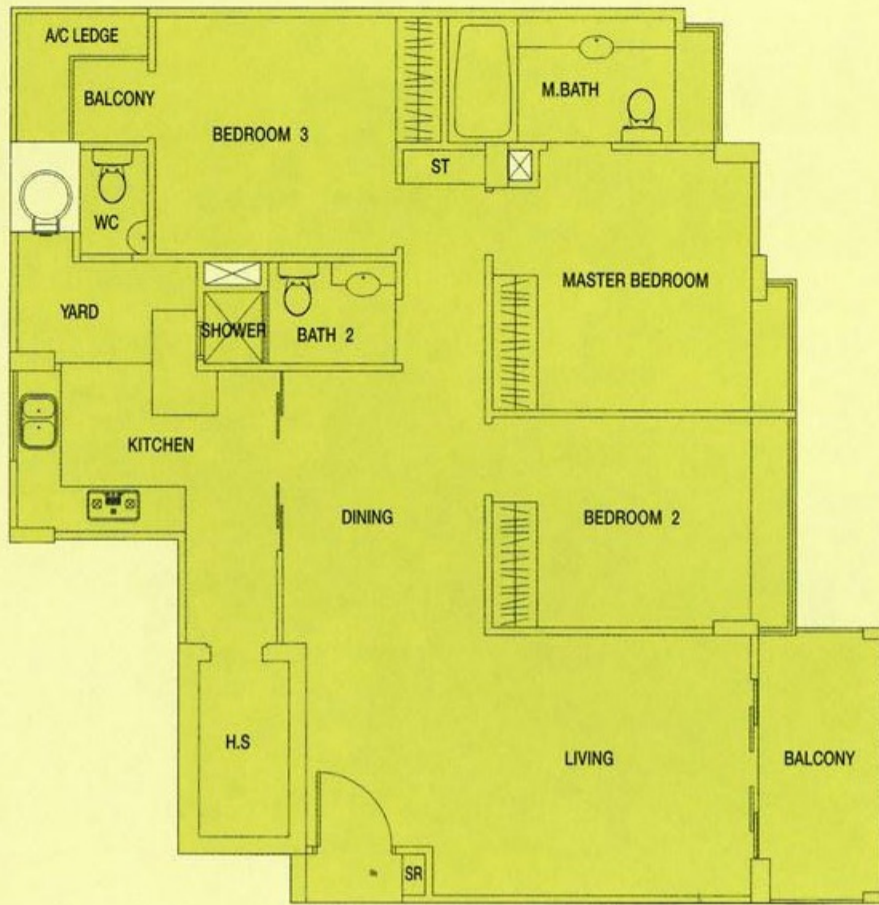 A/C LEDGE
BALCONY
BEDROOM 3
M.BATH
ST
WC
MASTER BEDROOM
YARD
SHOWER
BATH 2
KITCHEN
DINING
BEDROOM 2
H.S
LIVING
BALCONY
SR